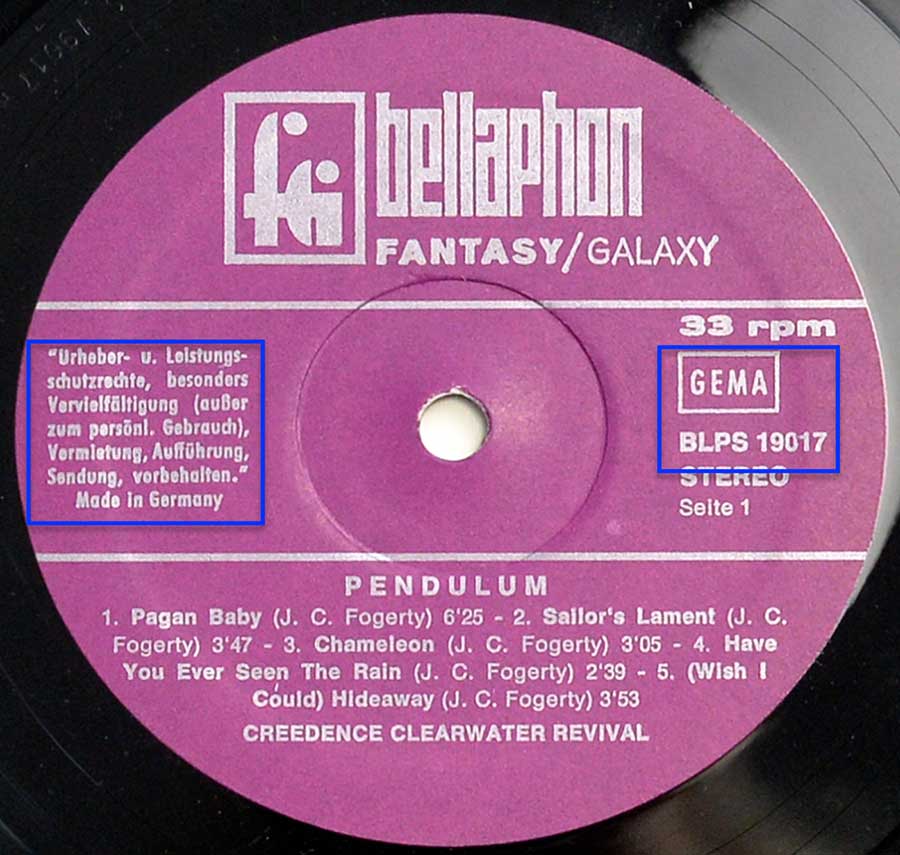 fi bellaphon
FANTASY/GALAXY
33 rpm
"Urheber- u. Leistungs-
schutzrechte, besonders
Vervielfältigung (außer
zum persönl. Gebrauch),
Vermietung, Aufführung,
Sendung, vorbehalten."
Made in Germany
GEMA
BLPS 19017
STEREO
Seite 1
PENDULUM
1. Pagan Baby (J. C. Fogerty) 6'25 - 2. Sailor's Lament (J. C.
Fogerty) 3'47 - 3. Chameleon (J. C. Fogerty) 3'05 - 4. Have
You Ever Seen The Rain (J. C. Fogerty) 2'39 - 5. (Wish I
Could) Hideaway (J. C. Fogerty) 3'53
CREEDENCE CLEARWATER REVIVAL